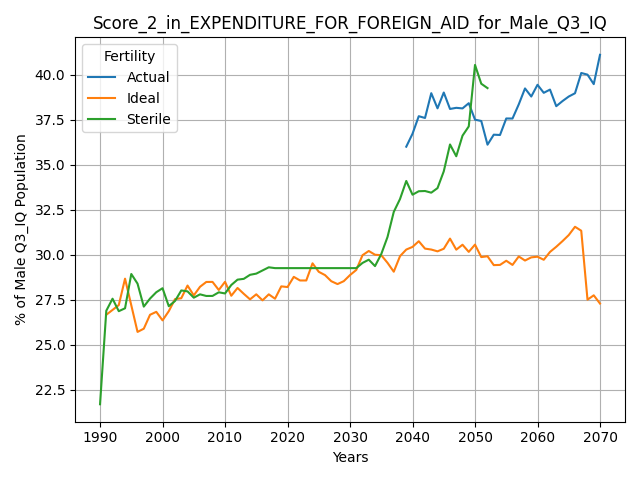 Score_2_in_EXPENDITURE_FOR_FOREIGN_AID_for_Male_Q3_IQ
Fertility
Actual
Ideal
Sterile
% of Male Q3_IQ Population
40.0
37.5
35.0
32.5
30.0
27.5
25.0
22.5
1990 2000 2010 2020 2030 2040 2050 2060 2070
Years